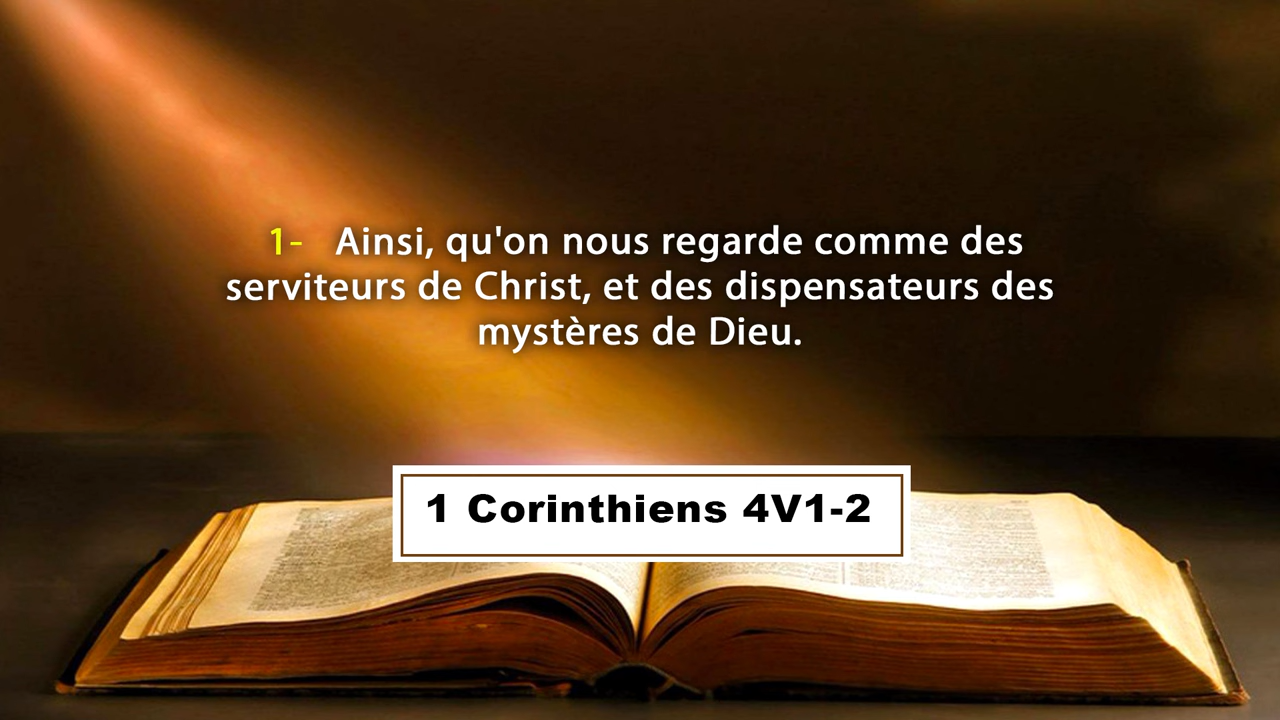 1- Ainsi, qu'on nous regarde comme des
serviteurs de Christ, et des dispensateurs des
mystères de Dieu.
1 Corinthiens 4V1-2